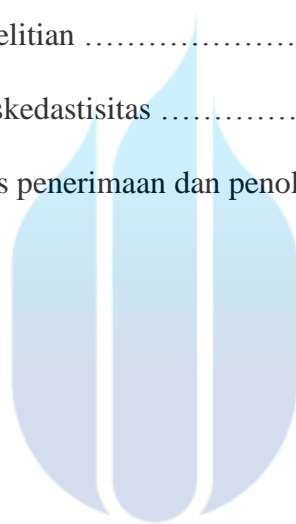 elitian ………………….
skedastisitas ……………
s penerimaan dan penol